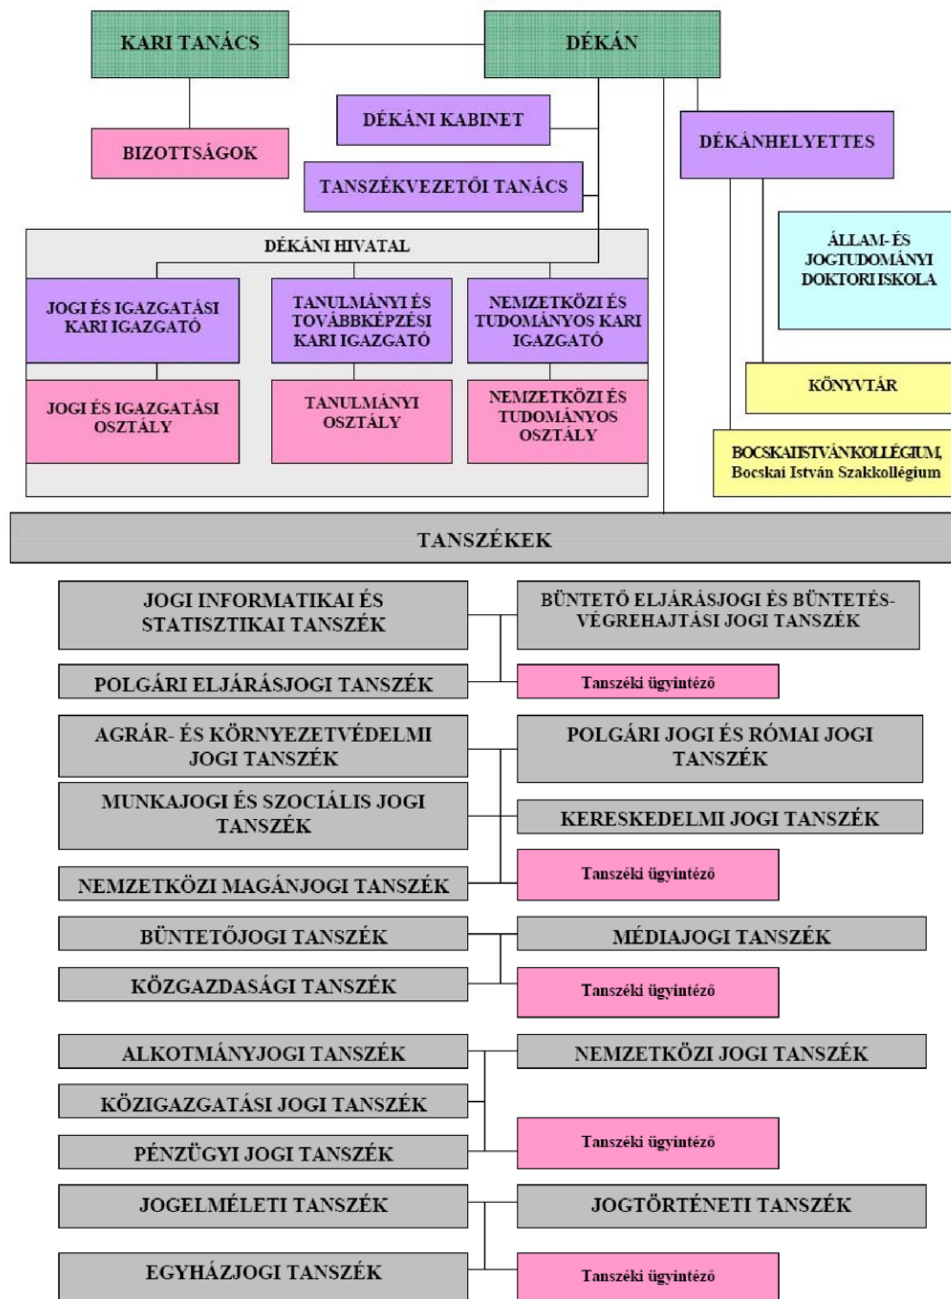 KARI TANÁCS
DÉKÁN
DÉKÁNI KABINET
BIZOTTSÁGOK
TANSZÉKVEZETŐI TANÁCS
DÉKÁNHELYETTES
ÁLLAM- ÉS
JOGTUDOMÁNYI
DOKTORI ISKOLA
KÖNYVTÁR
BOCSKAI ISTVÁN KOLLÉGIUM,
Bocskai István Szakkollégium
DÉKÁNI HIVATAL
JOGI ÉS IGAZGATÁSI
KARI IGAZGATÓ
TANULMÁNYI ÉS
TOVÁBBKÉPZÉSI
KARI IGAZGATÓ
NEMZETKÖZI ÉS
TUDOMÁNYOS KARI
IGAZGATÓ
JOGI ÉS IGAZGATÁSI
OSZTÁLY
TANULMÁNYI
OSZTÁLY
NEMZETKÖZI ÉS
TUDOMÁNYOS
OSZTÁLY
TANSZÉKEK
JOGI INFORMATIKAI ÉS
STATISZTIKAI TANSZÉK
BÜNTETŐ ELJÁRÁSJOGI ÉS BÜNTETÉS-
VÉGREHAJTÁSI JOGI TANSZÉK
POLGÁRI ELJÁRÁSJOGI TANSZÉK
Tanszéki ügyintéző
AGRÁR- ÉS KÖRNYEZETVÉDELMI
JOGI TANSZÉK
POLGÁRI JOGI ÉS RÓMAI JOGI
TANSZÉK
MUNKAJOGI ÉS SZOCIÁLIS JOGI
TANSZÉK
KERESKEDELMI JOGI TANSZÉK
NEMZETKÖZI MAGÁNJOGI TANSZÉK
Tanszéki ügyintéző
BÜNTETŐJOGI TANSZÉK
MÉDIAJOGI TANSZÉK
KÖZGAZDASÁGI TANSZÉK
Tanszéki ügyintéző
ALKOTMÁNYJOGI TANSZÉK
NEMZETKÖZI JOGI TANSZÉK
KÖZIGAZGATÁSI JOGI TANSZÉK
PÉNZÜGYI JOGI TANSZÉK
Tanszéki ügyintéző
JOGELMÉLETI TANSZÉK
JOGTÖRTÉNETI TANSZÉK
EGYHÁZJOGI TANSZÉK
Tanszéki ügyintéző